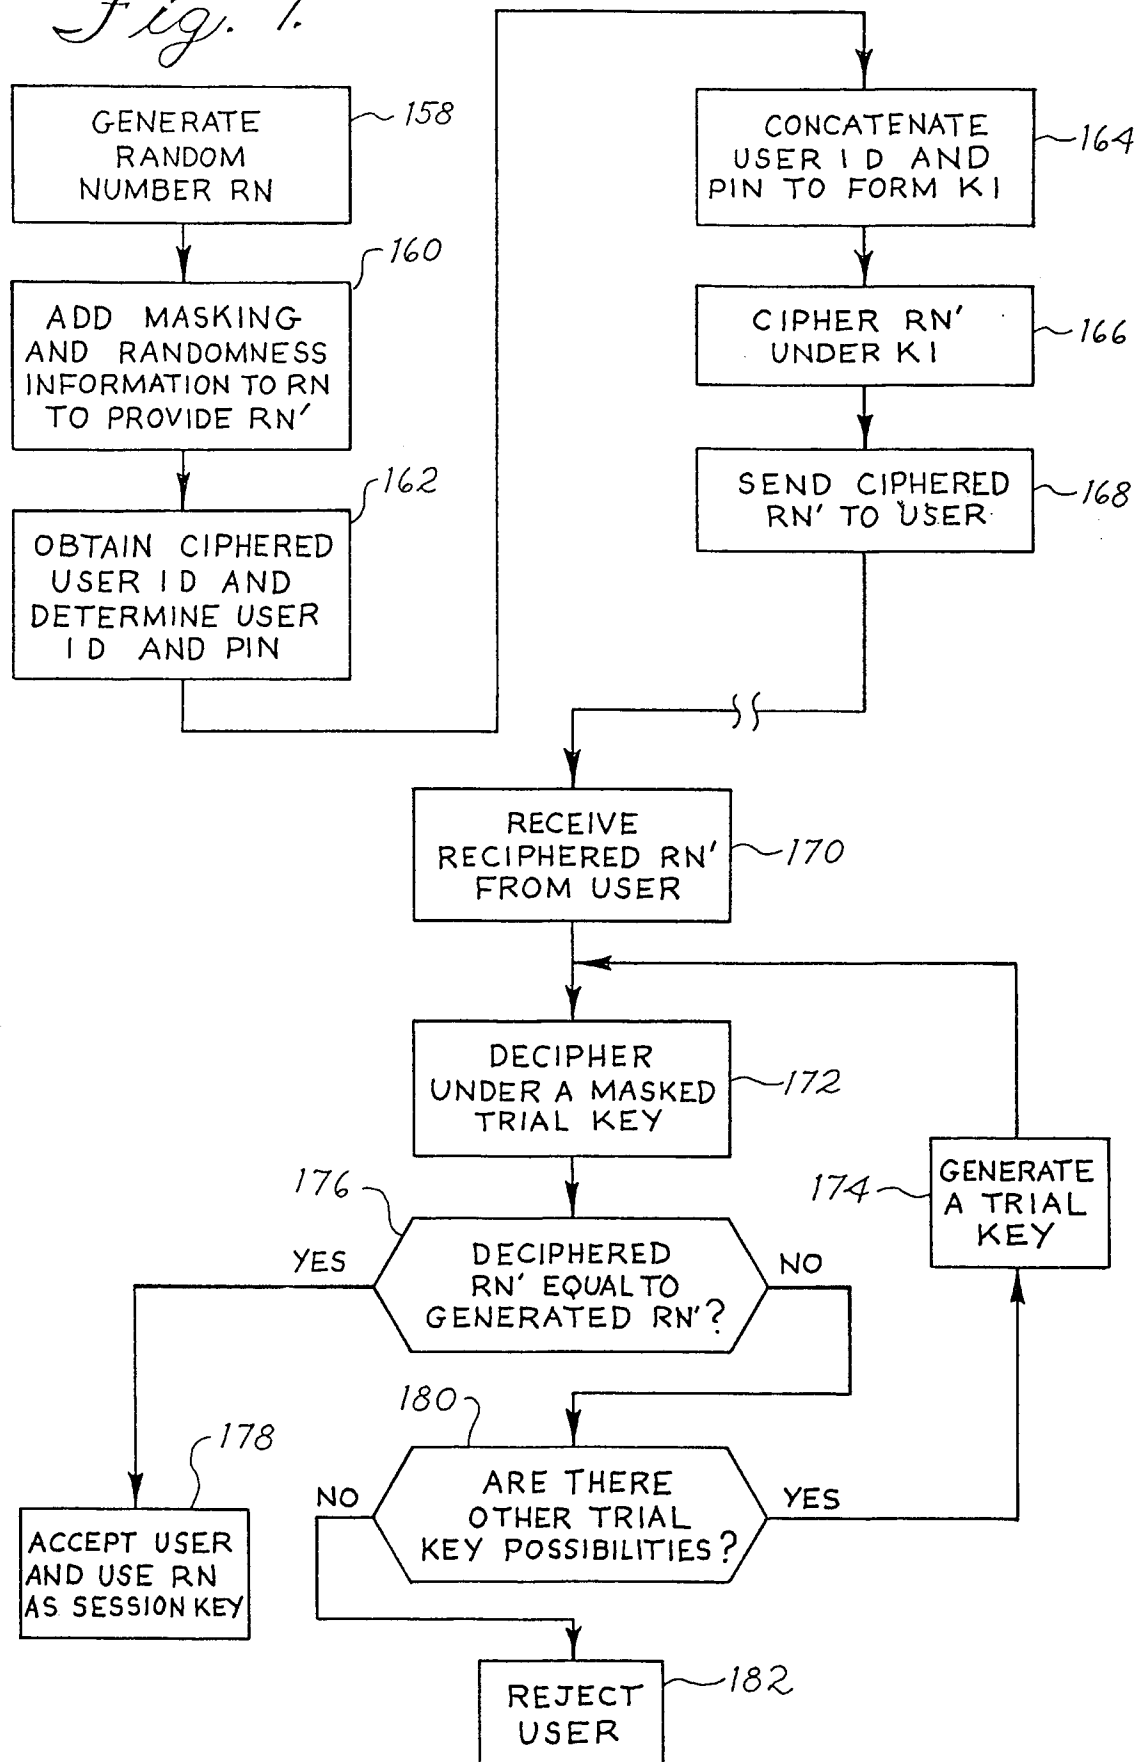 Fig. 1.
GENERATE
RANDOM
NUMBER RN
158
160
ADD MASKING
AND RANDOMNESS
INFORMATION TO RN
TO PROVIDE RN'
162
OBTAIN CIPHERED
USER ID AND
DETERMINE USER
ID AND PIN
CONCATENATE
USER ID AND
PIN TO FORM K1
164
CIPHER RN'
UNDER K1
166
SEND CIPHERED
RN' TO USER
168
RECEIVE
RECIPHERED RN'
FROM USER
170
DECIPHER
UNDER A MASKED
TRIAL KEY
172
174
GENERATE
A TRIAL
KEY
176
YES
DECIPHERED
RN' EQUAL TO
GENERATED RN'?
NO
180
178
NO
ARE THERE
OTHER TRIAL
KEY POSSIBILITIES?
YES
ACCEPT USER
AND USE RN
AS SESSION KEY
REJECT
USER
182